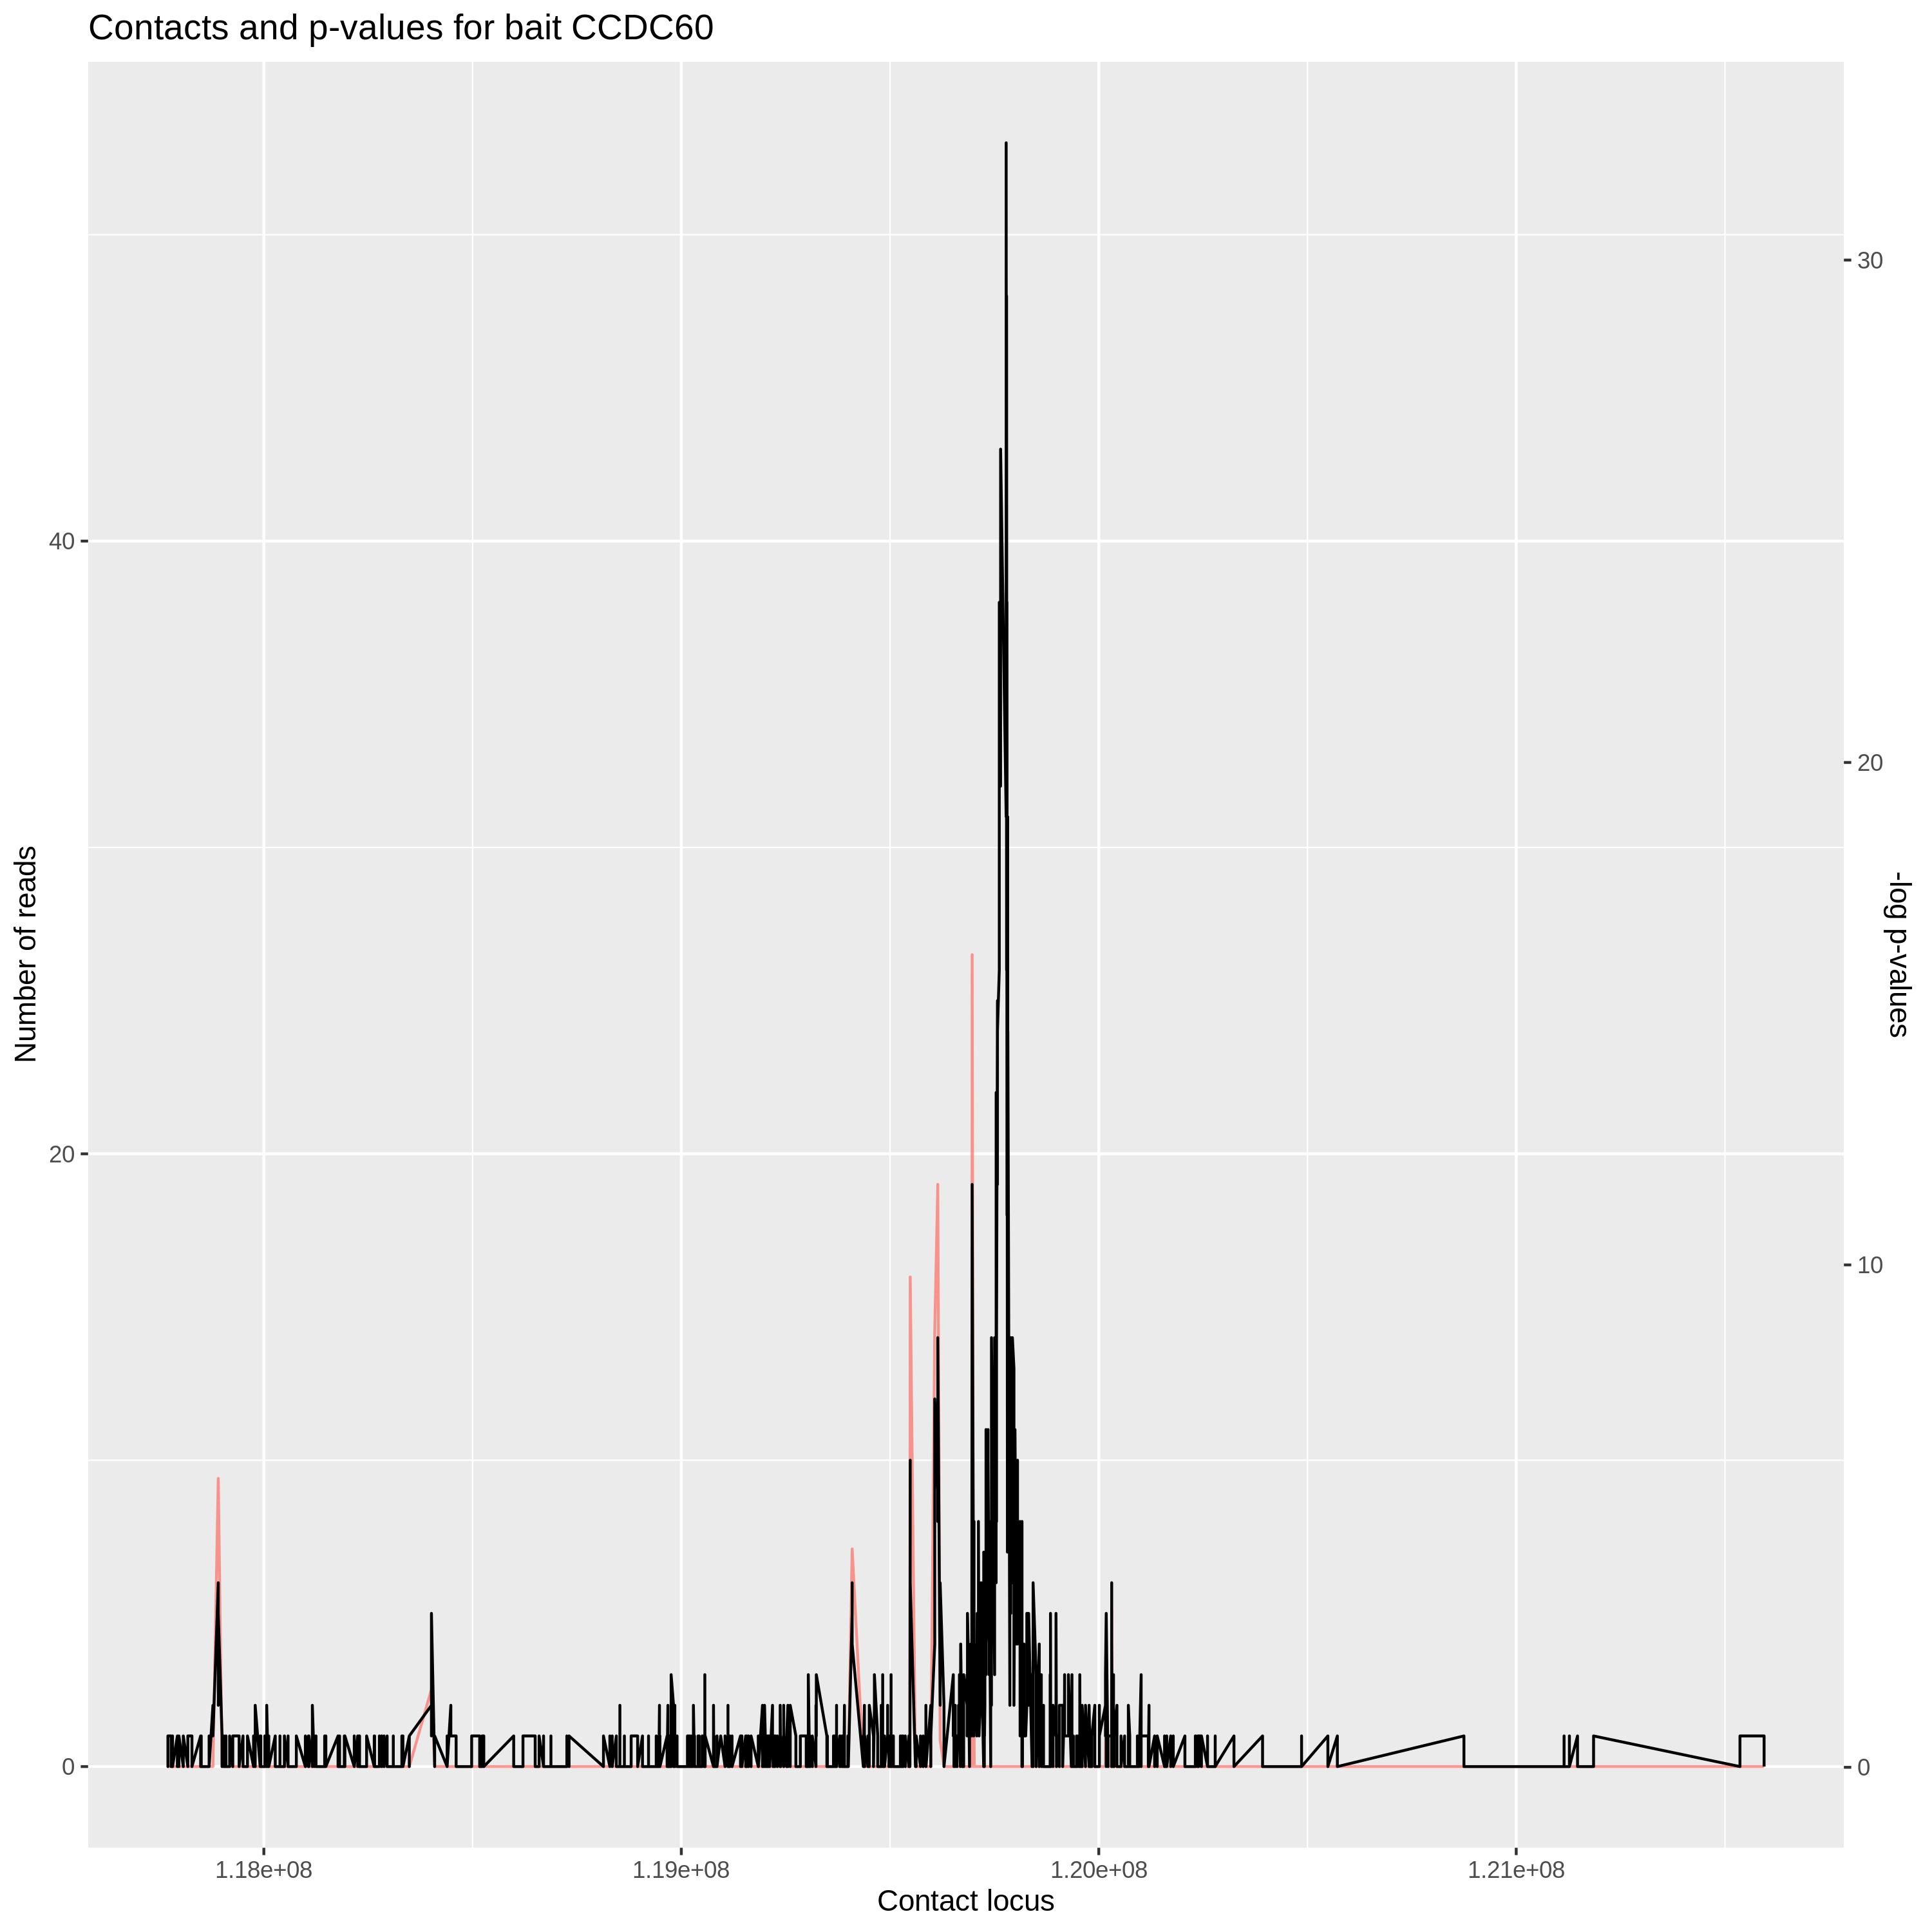 Contacts and p-values for bait CCDC60
Number of reads
40
20
0
30
20
10
0
-log p-values
1.18e+08
1.19e+08
1.20e+08
1.21e+08
Contact locus